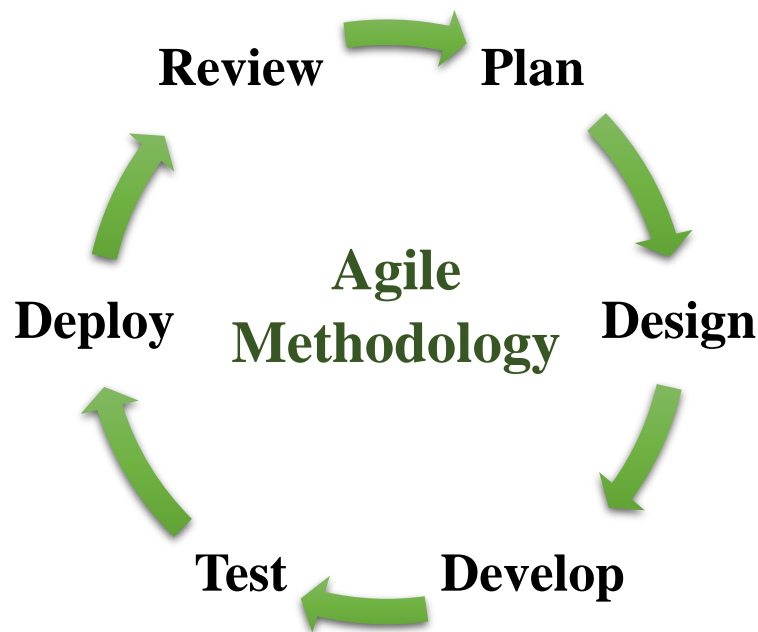 Review
Plan
Agile
Methodology
Deploy
Design
Test
Develop